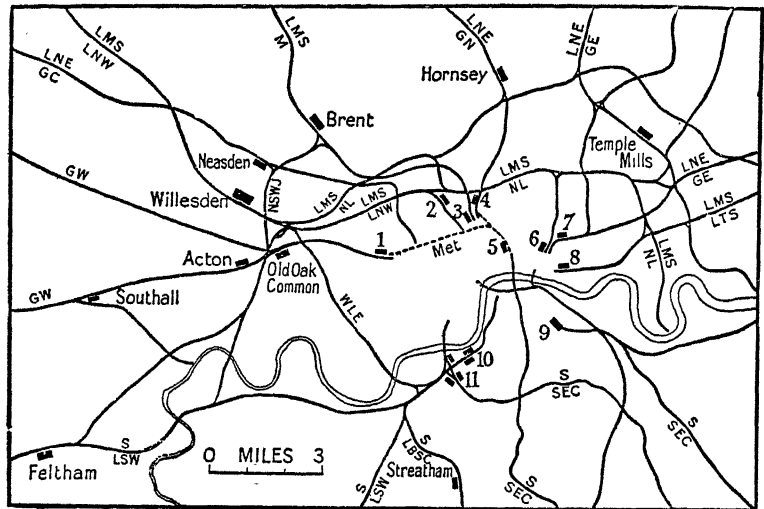 LMS
LNW
LMS
M
LNE
GN
LNE
GE
LNE
GC
Hornsey
Brent
Temple
Mills
Neasden
GW
Willesden
NSWJ
LMS
NL
LMS
LNW
LMS
NL
LNE
GE
LMS
LTS
1
2
3
4
5
6
7
8
Met
Acton
Old Oak
Common
LMS
NL
GW
Southall
WLE
9
10
11
S
SEC
S
SEC
S
LSW
0 MILES 3
Feltham
S
LBSC
S
LSW
Streatham
S
SEC